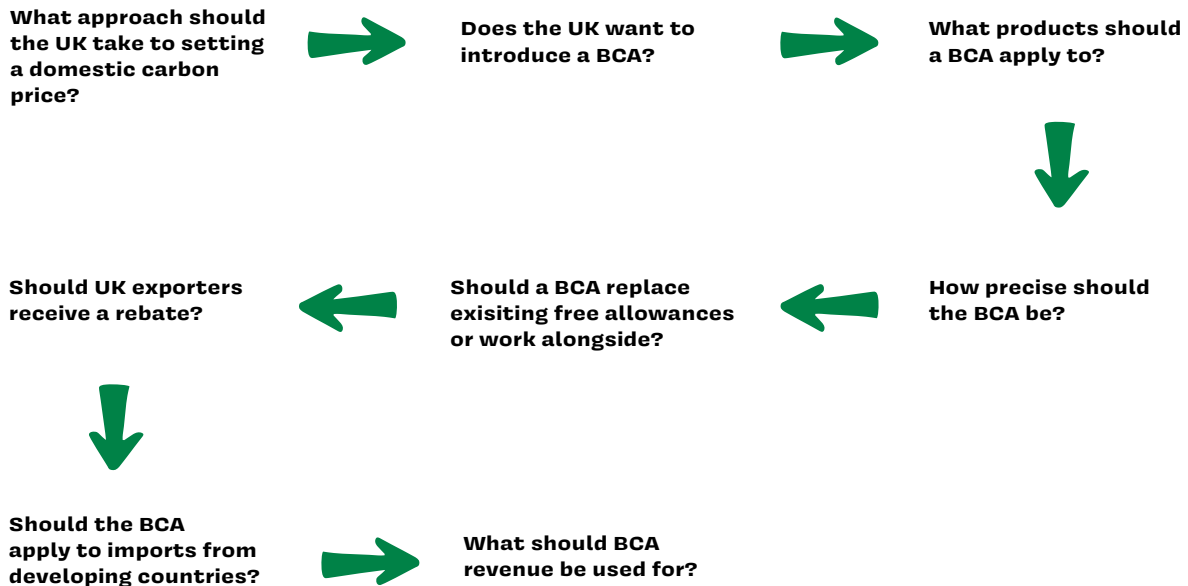 What approach should
the UK take to setting
a domestic carbon
price?
Does the UK want to
introduce a BCA?
What products should
a BCA apply to?
How precise should
the BCA be?
Should a BCA replace
exisiting free allowances
or work alongside?
Should UK exporters
receive a rebate?
Should the BCA
apply to imports from
developing countries?
What should BCA
revenue be used for?